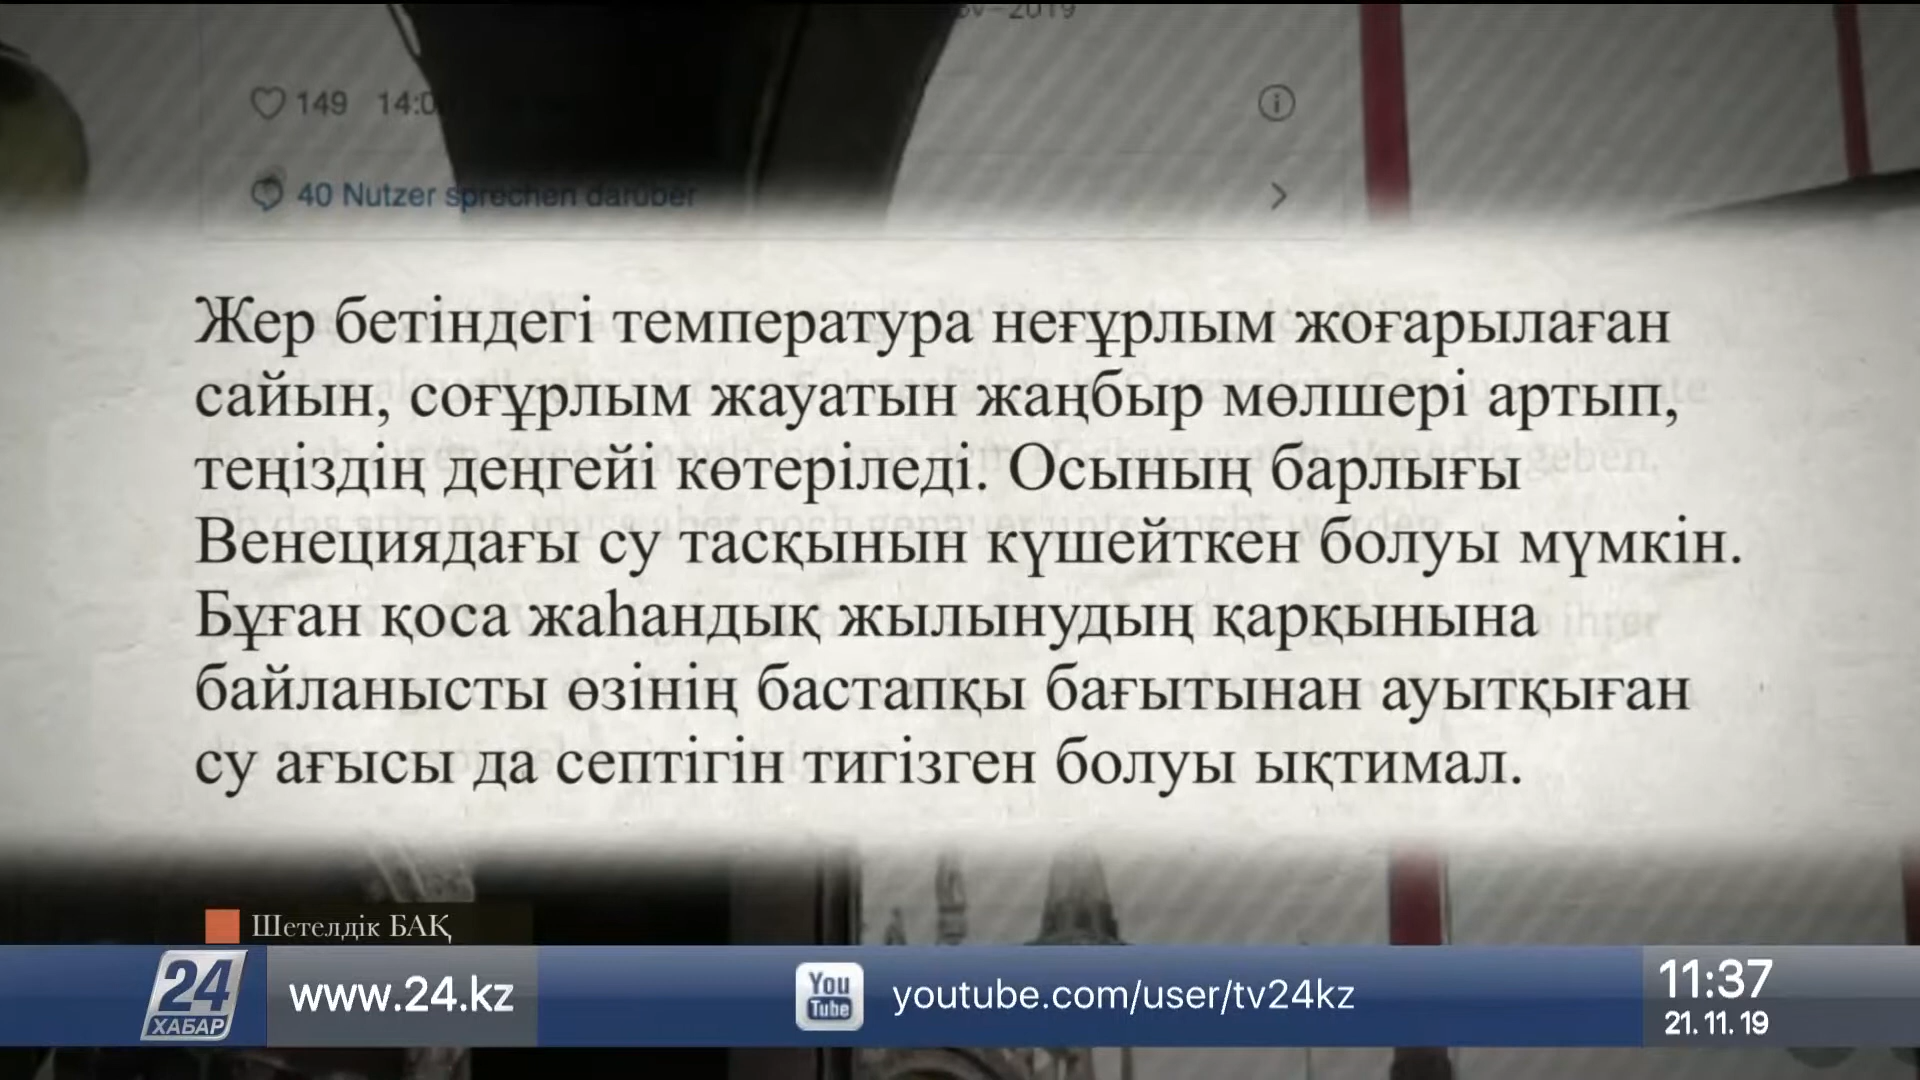 149 14:0
40 Nutzer sprechen darüber
Жер бетіндегі температура неғұрлым жоғарылаған
сайын, соғұрлым жауатын жаңбыр мөлшері артып,
теңіздің деңгейі көтеріледі. Осының барлығы
Венециядағы су тасқынын күшейткен болуы мүмкін.
Бұған қоса жаһандық жылынудың қарқынына
байланысты өзінің бастапқы бағытынан ауытқыған
су ағысы да септігін тигізген болуы ықтимал.
Шетелдік БАҚ
24 ХАБАР www.24.kz You Tube youtube.com/user/tv24kz 11:37
21.11.19